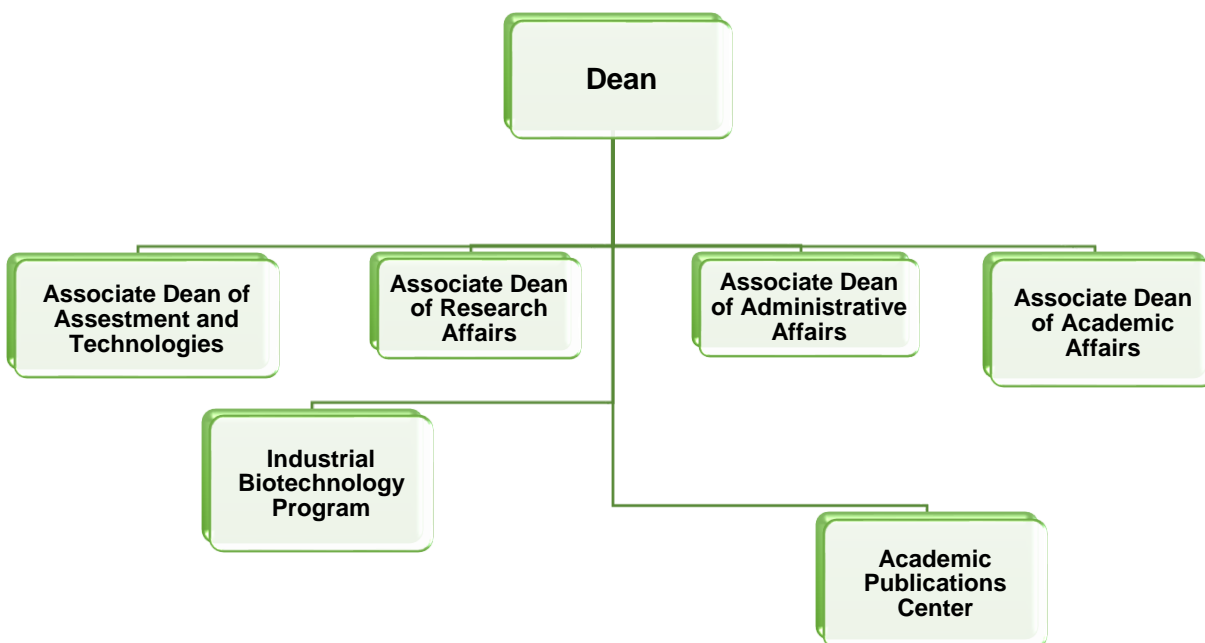 Dean
Associate Dean of
Assestment and
Technologies
Associate Dean
of Research
Affairs
Associate Dean
of Administrative
Affairs
Associate Dean
of Academic
Affairs
Industrial
Biotechnology
Program
Academic
Publications
Center